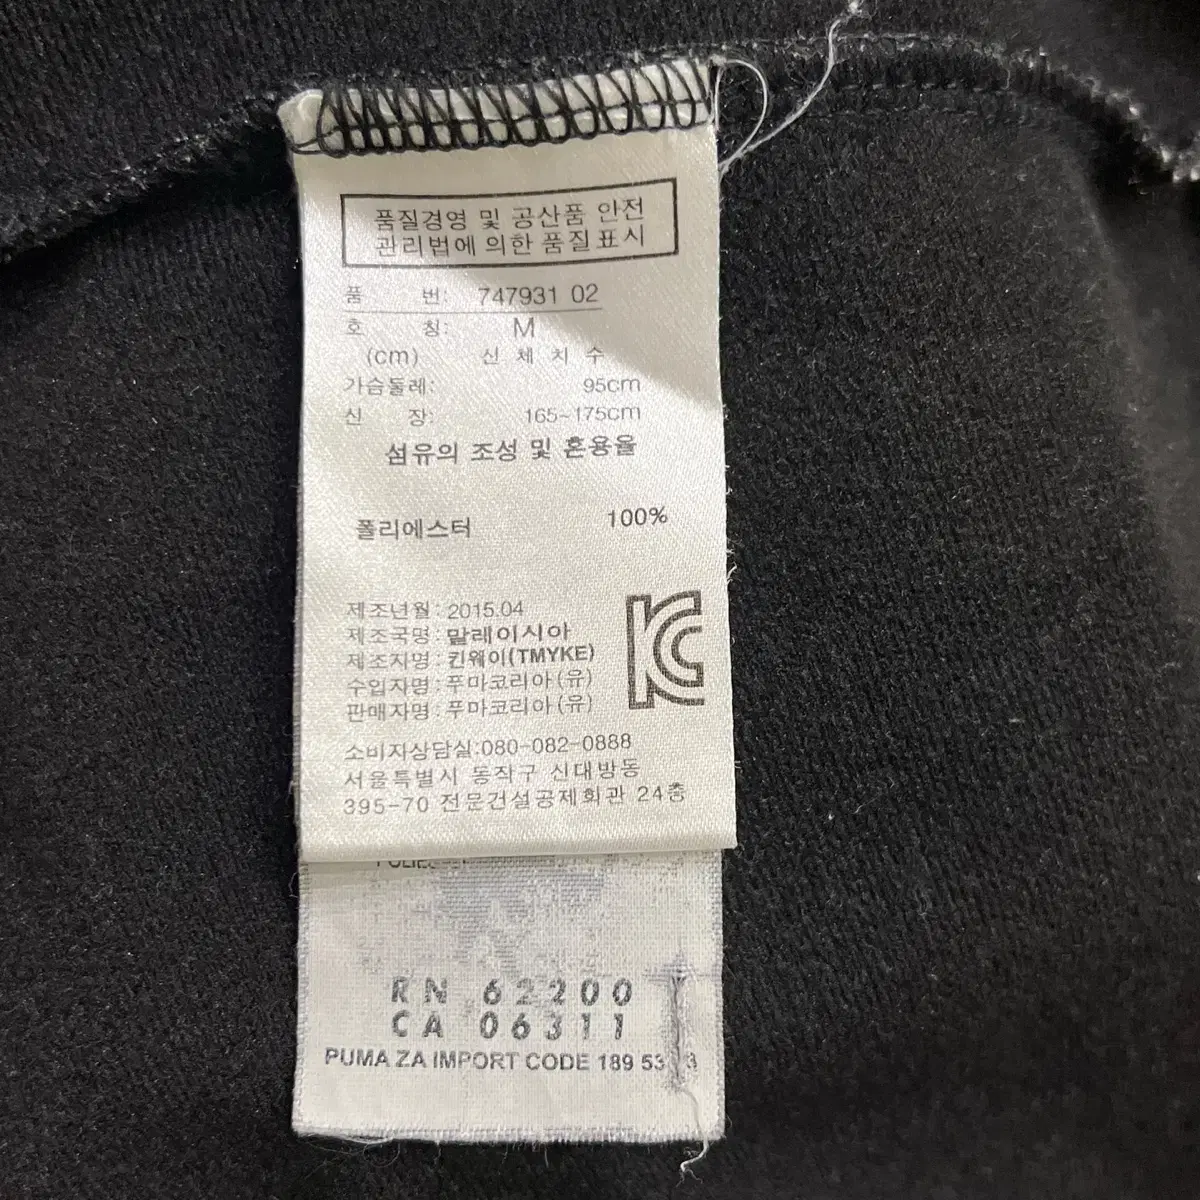 품질경영 및 공산품 안전
관리법에 의한 품질표시
품 번: 747931 02
호 칭: M
(cm) 신 체 치 수
가슴둘레: 95cm
신 장: 165~175cm
섬유의 조성 및 혼용율
폴리에스터 100%
제조년월: 2015.04
제조국명: 말레이시아
제조자명: 킨웨이(TMYKE)
수입자명: 푸마코리아(유)
판매자명: 푸마코리아(유)
소비자상담실:080-082-0888
서울특별시 동작구 신대방동
395-70 전문건설공제회관 24층
RN 62200
CA 06311
PUMA ZA IMPORT CODE 189 53